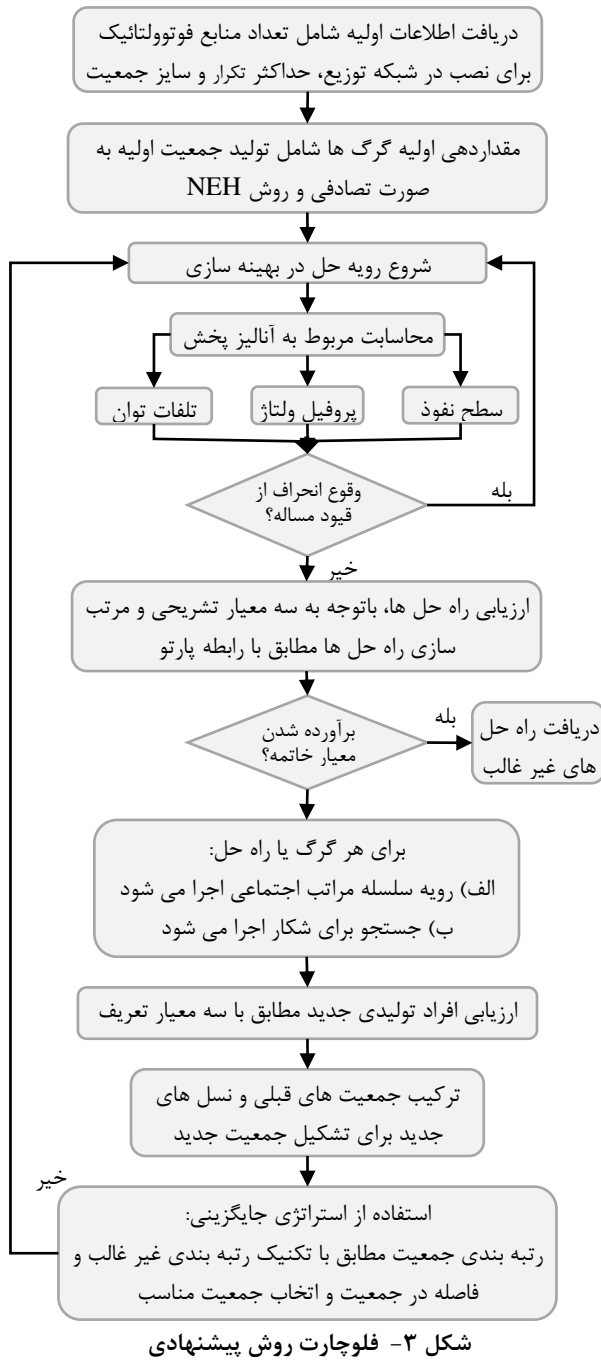 دریافت اطلاعات اولیه شامل تعداد منابع فوتوولتائیک
برای نصب در شبکه توزیع، حداکثر تکرار و سایز جمعیت
مقداردهی اولیه گرگ ها شامل تولید جمعیت اولیه به
صورت تصادفی و روش NEH
شروع رویه حل در بهینه سازی
محاسابت مربوط به آنالیز پخش
سطح نفوذ
پروفیل ولتاژ
تلفات توان
وقوع انحراف از
قیود مساله؟
بله
خیر
ارزیابی راه حل ها، باتوجه به سه معیار تشریحی و مرتب
سازی راه حل ها مطابق با رابطه پارتو
برآورده شدن
معیار خاتمه؟
بله
دریافت راه حل
های غیر غالب
برای هر گرگ یا راه حل:
الف) رویه سلسله مراتب اجتماعی اجرا می شود
ب) جستجو برای شکار اجرا می شود
ارزیابی افراد تولیدی جدید مطابق با سه معیار تعریف
ترکیب جمعیت های قبلی و نسل های
جدید برای تشکیل جمعیت جدید
خیر
استفاده از استراتژی جایگزینی:
رتبه بندی جمعیت مطابق با تکنیک رتبه بندی غیر غالب و
فاصله در جمعیت و اتخاب جمعیت مناسب
شکل ۳- فلوچارت روش پیشنهادی